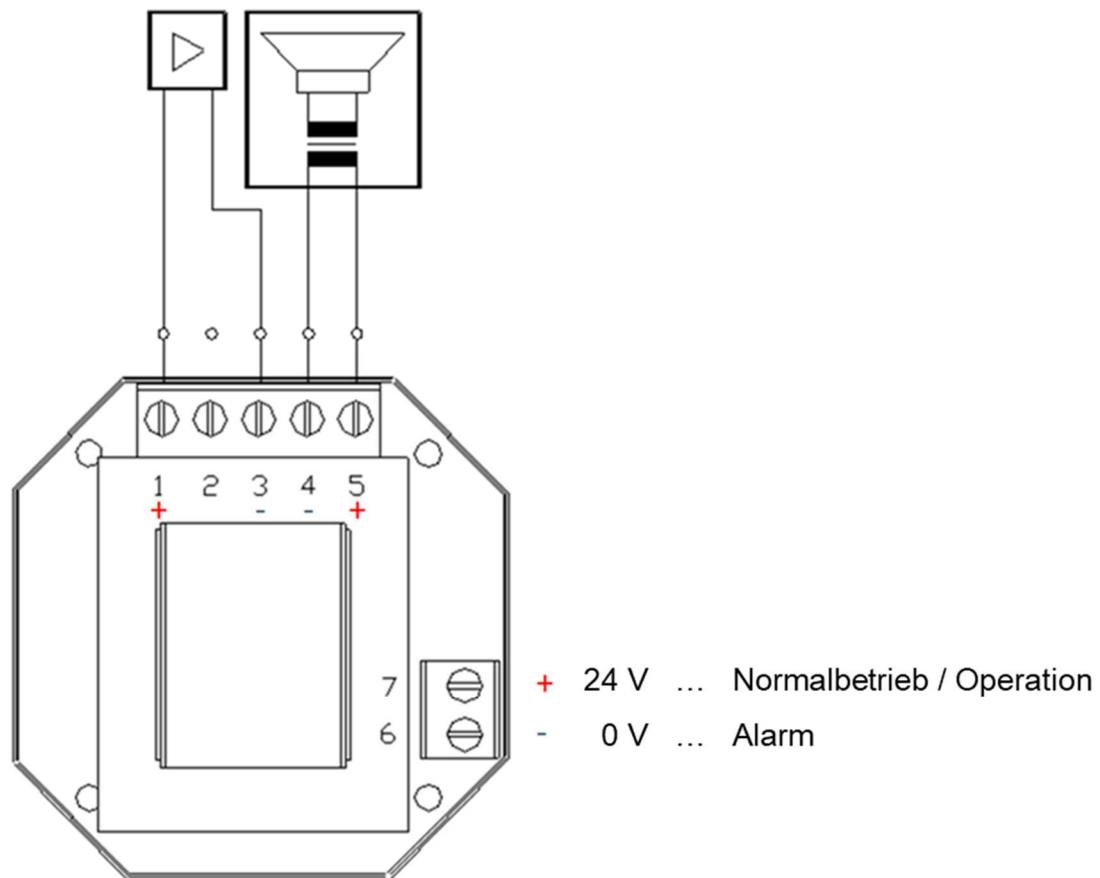 1 2 3 4 5
+ - - +
7 + 24 V ... Normalbetrieb / Operation
6 - 0 V ... Alarm